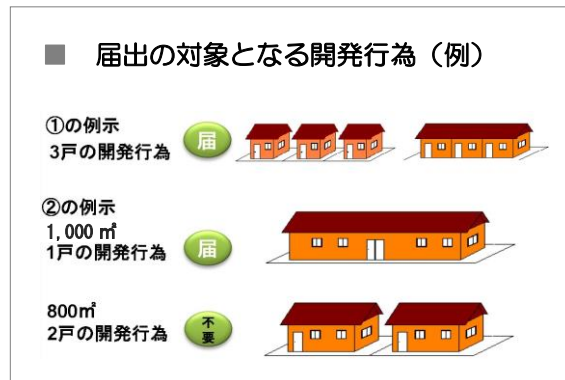 ■ 届出の対象となる開発行為（例）
①の例示
3戸の開発行為
届
②の例示
1,000㎡
1戸の開発行為
届
800㎡
2戸の開発行為
不
要